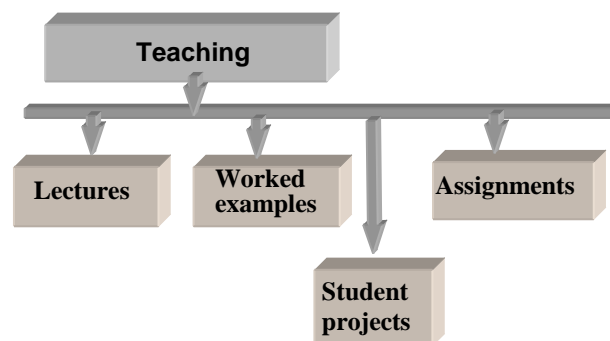 Teaching
Lectures
Worked
examples
Assignments
Student
projects